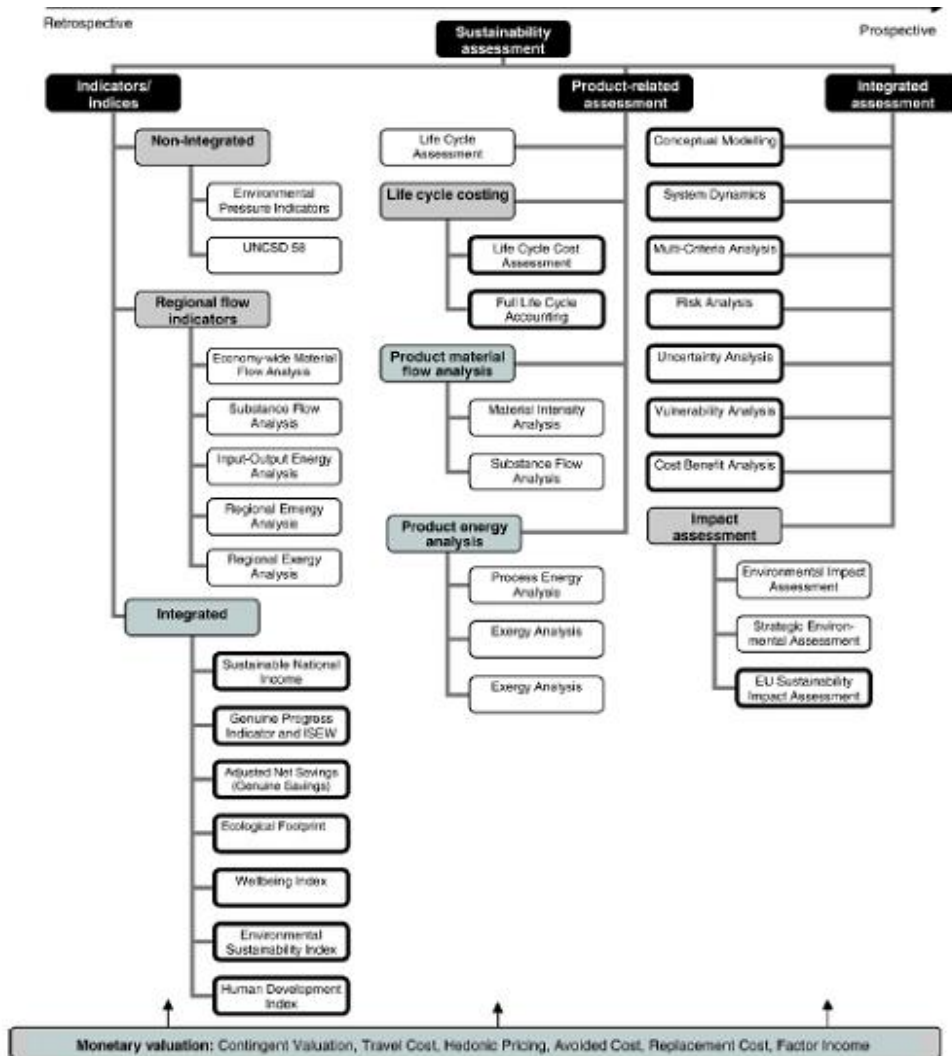 Retrospective
Prospective
Sustainability
assessment
Indicators/
indices
Product-related
assessment
Integrated
assessment
Non-Integrated
Environmental
Pressure Indicators
UNCSD 58
Regional flow
indicators
Economy-wide Material
Flow Analysis
Substance Flow
Analysis
Input-Output Energy
Analysis
Regional Emergy
Analysis
Regional Exergy
Analysis
Integrated
Sustainable National
Income
Genuine Progress
Indicator and ISEW
Adjusted Net Savings
(Genuine Savings)
Ecological Footprint
Wellbeing Index
Environmental
Sustainability Index
Human Development
Index
Life Cycle
Assessment
Life cycle costing
Life Cycle Cost
Assessment
Full Life Cycle
Accounting
Product material
flow analysis
Material Intensity
Analysis
Substance Flow
Analysis
Product energy
analysis
Process Energy
Analysis
Exergy Analysis
Exergy Analysis
Conceptual Modelling
System Dynamics
Multi-Criteria Analysis
Risk Analysis
Uncertainty Analysis
Vulnerability Analysis
Cost Benefit Analysis
Impact
assessment
Environmental Impact
Assessment
Strategic Environ-
mental Assessment
EU Sustainability
Impact Assessment
Monetary valuation: Contingent Valuation, Travel Cost, Hedonic Pricing, Avoided Cost, Replacement Cost, Factor Income